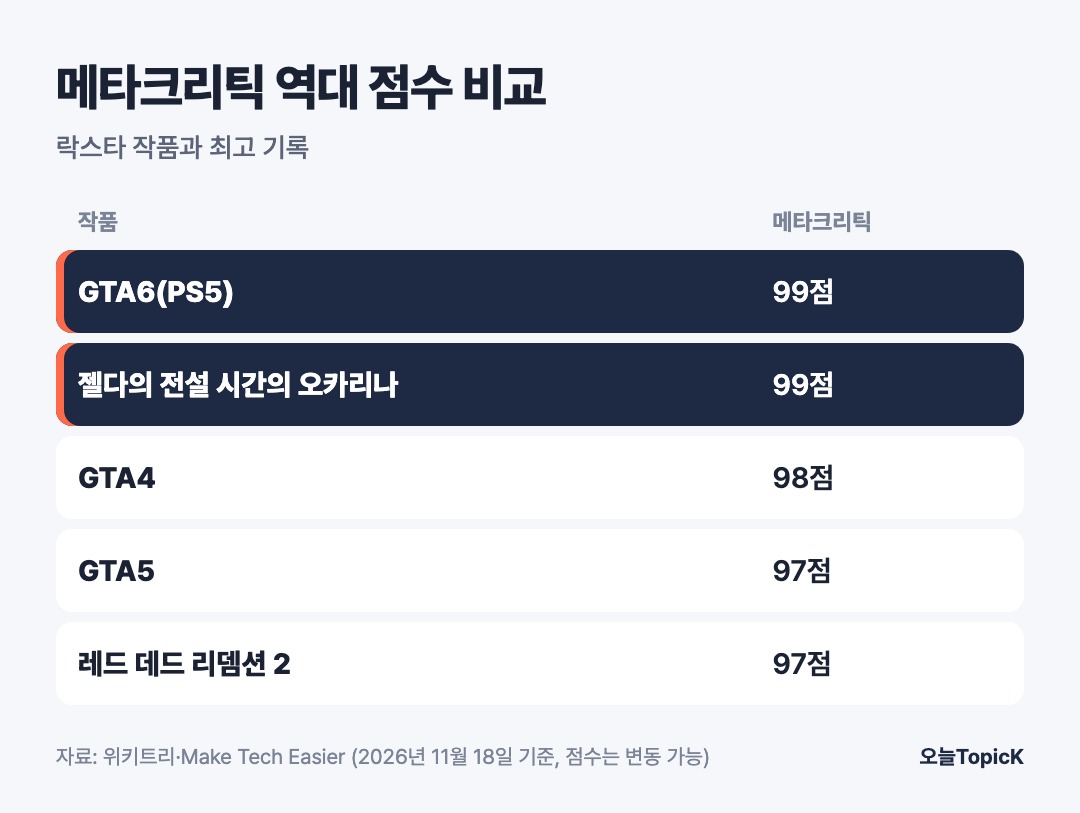 메타크리틱 역대 점수 비교
락스타 작품과 최고 기록
작품 메타크리틱
GTA6(PS5) 99점
젤다의 전설 시간의 오카리나 99점
GTA4 98점
GTA5 97점
레드 데드 리뎀션 2 97점
자료: 위키트리·Make Tech Easier (2026년 11월 18일 기준, 점수는 변동 가능) 오늘TopicK